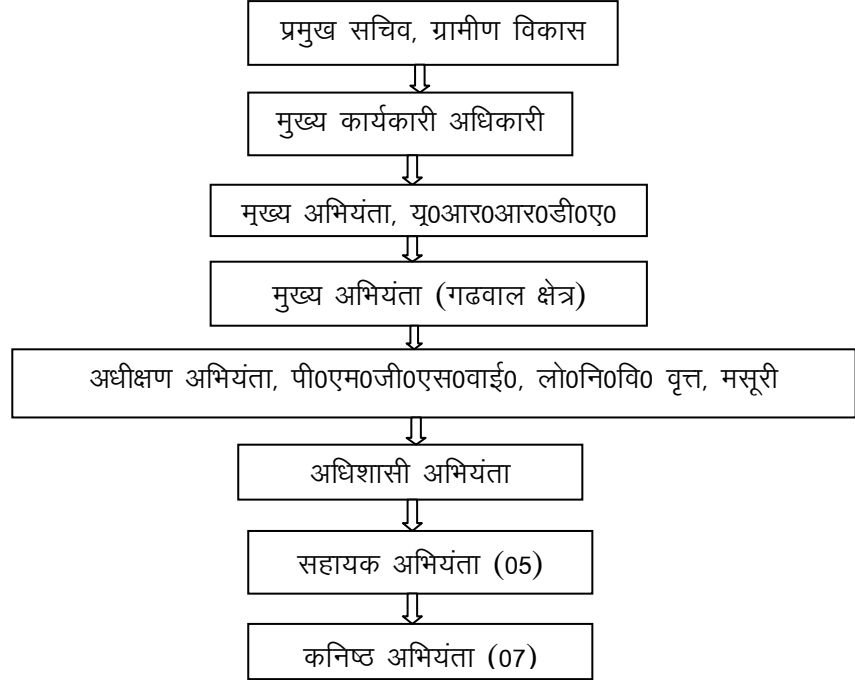 प्रमुख सचिव, ग्रामीण विकास
मुख्य कार्यकारी अधिकारी
मुख्य अभियंता, यू0आर0आर0डी0ए0
मुख्य अभियंता (गढवाल क्षेत्र)
अधीक्षण अभियंता, पी0एम0जी0एस0वाई0, लो0नि0वि0 वृत्त, मसूरी
अधिशासी अभियंता
सहायक अभियंता (05)
कनिष्ठ अभियंता (07)